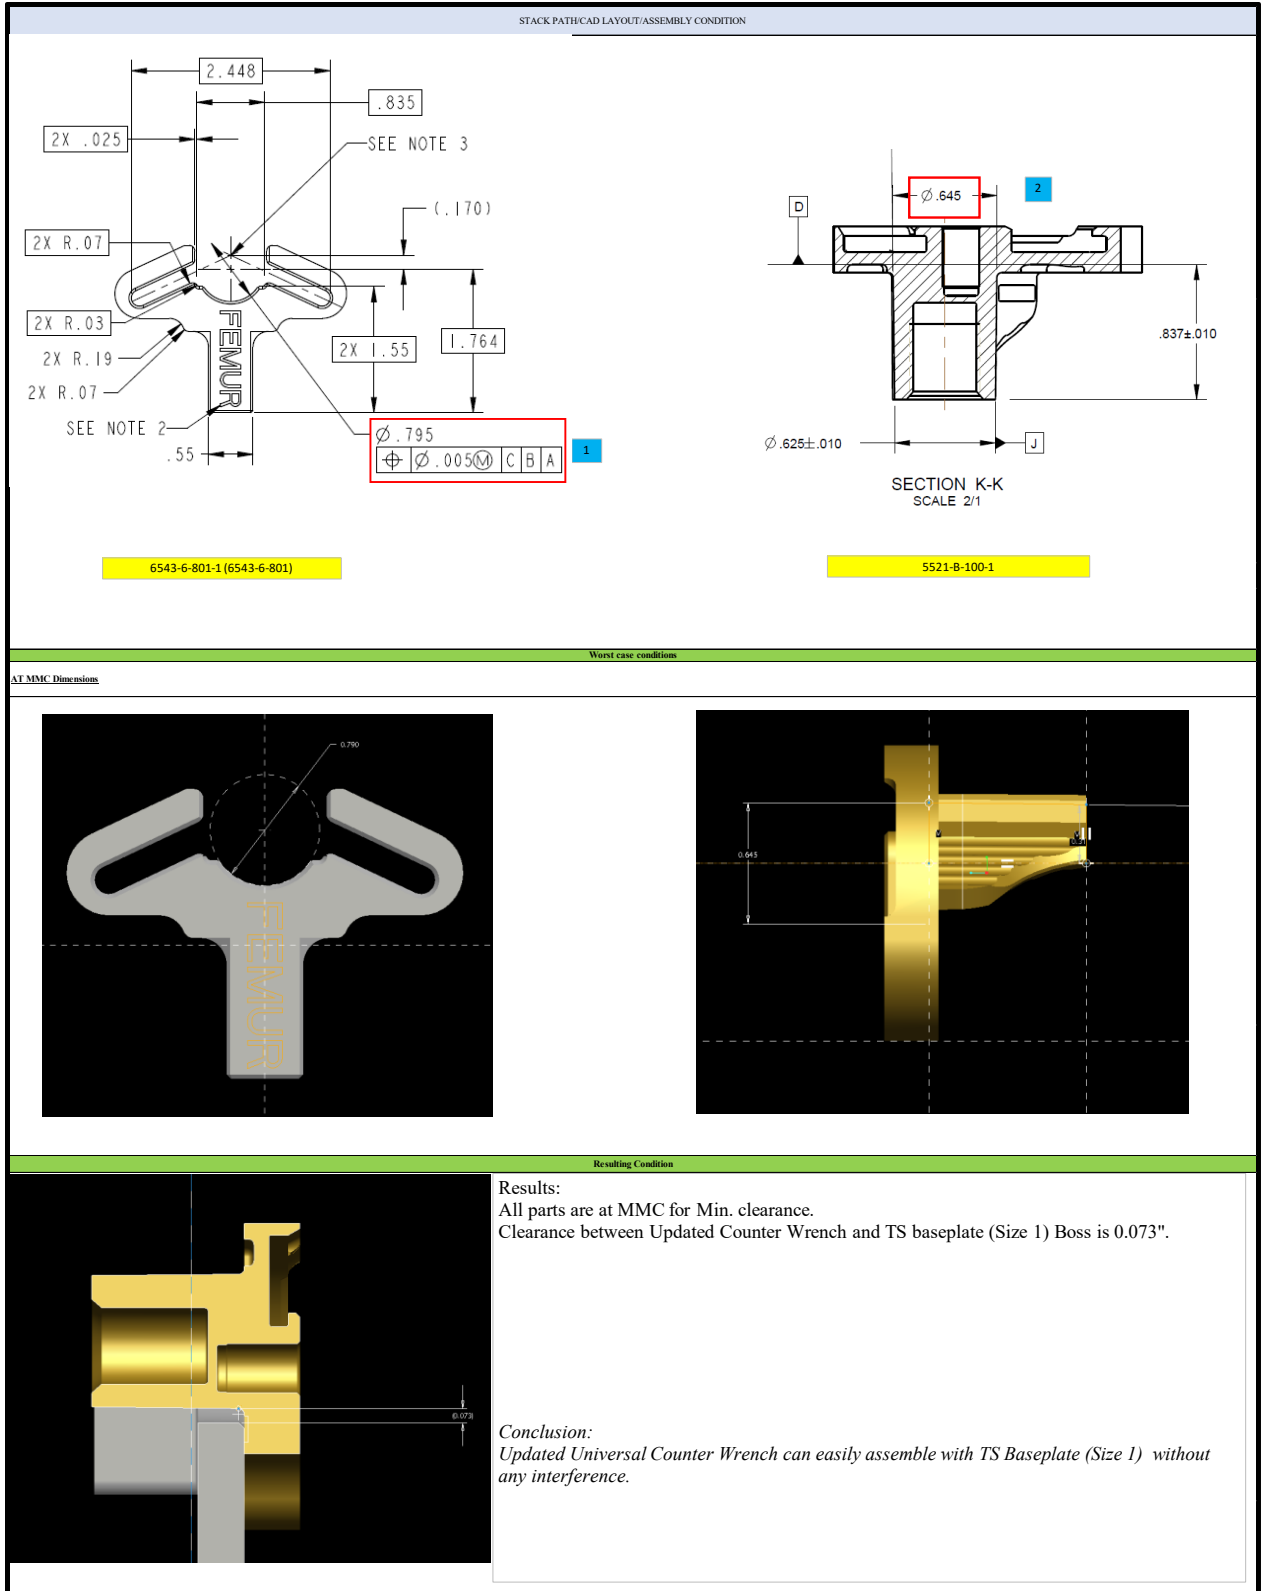 STACK PATH/CAD LAYOUT/ASSEMBLY CONDITION
2.448
.835
2X .025
SEE NOTE 3
(.170)
2X R.07
2X R.03
2X R.19
2X R.07
SEE NOTE 2
.55
FEMUR
2X 1.55
1.764
Ø.795
⌖ Ø.005Ⓜ C B A
1
Ø.645
2
D
.837±.010
Ø.625±.010
J
SECTION K-K
SCALE 2/1
6543-6-801-1 (6543-6-801)
5521-B-100-1
Worst case conditions
AT MMC Dimensions
0.790
FEMUR
0.645
Resulting Condition
Results:
All parts are at MMC for Min. clearance.
Clearance between Updated Counter Wrench and TS baseplate (Size 1) Boss is 0.073".
(0.073)
Conclusion:
Updated Universal Counter Wrench can easily assemble with TS Baseplate (Size 1) without
any interference.